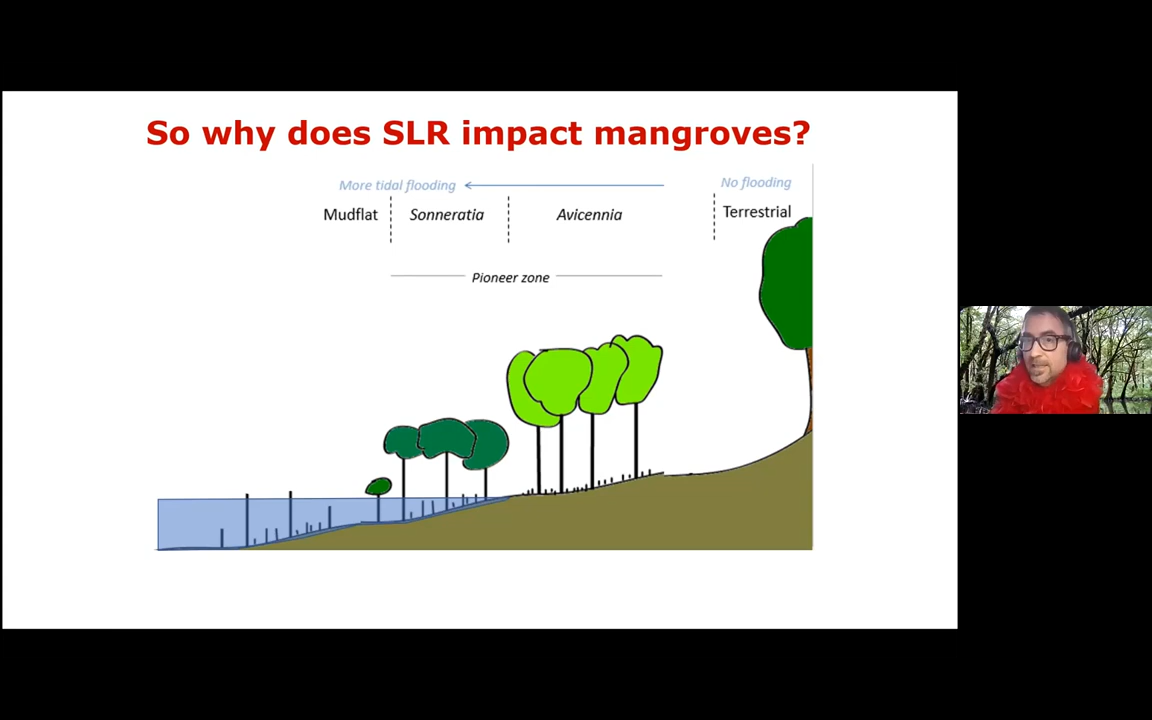 So why does SLR impact mangroves?
More tidal flooding
No flooding
Mudflat
Sonneratia
Avicennia
Terrestrial
Pioneer zone